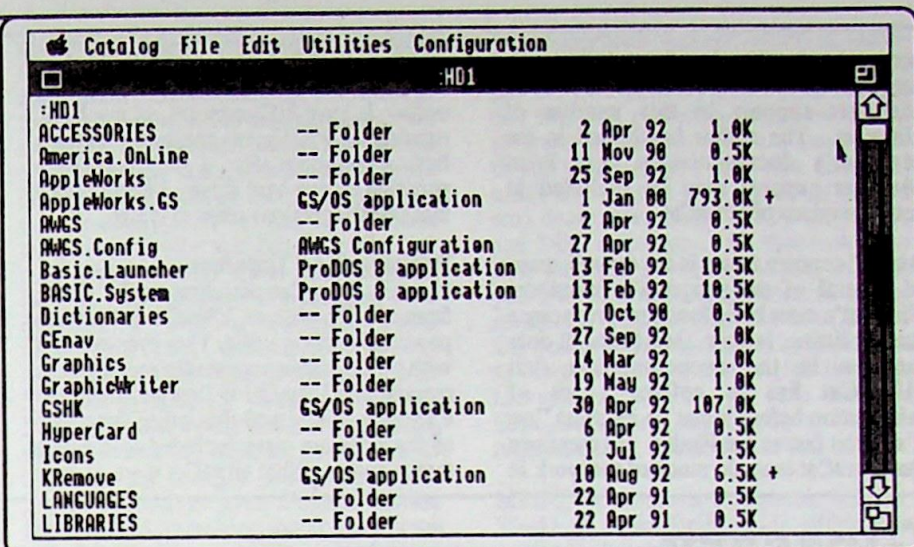 Catalog File Edit Utilities Configuration
:HD1
:HD1
ACCESSORIES -- Folder 2 Apr 92 1.0K
America.OnLine -- Folder 11 Nov 90 0.5K
AppleWorks -- Folder 25 Sep 92 1.0K
AppleWorks.GS GS/OS application 1 Jan 00 793.0K +
AWGS -- Folder 2 Apr 92 0.5K
AWGS.Config AWGS Configuration 27 Apr 92 0.5K
Basic.Launcher ProDOS 8 application 13 Feb 92 10.5K
BASIC.System ProDOS 8 application 13 Feb 92 10.5K
Dictionaries -- Folder 17 Oct 90 0.5K
GEnav -- Folder 27 Sep 92 1.0K
Graphics -- Folder 14 Mar 92 1.0K
GraphicWriter -- Folder 19 May 92 1.0K
GSHK GS/OS application 30 Apr 92 107.0K
HyperCard -- Folder 2 Apr 92 0.5K
Icons -- Folder 1 Jul 92 1.5K
KRemove GS/OS application 10 Aug 92 6.5K +
LANGUAGES -- Folder 22 Apr 91 0.5K
LIBRARIES -- Folder 22 Apr 91 0.5K